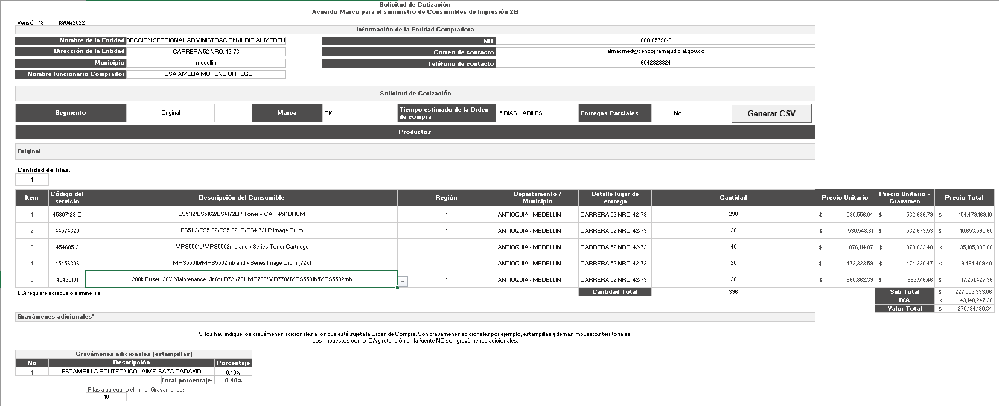 Solicitud de Cotización
Acuerdo Marco para el suministro de Consumibles de Impresión 2G
Verisón: 18 18/04/2022
Información de la Entidad Compradora
Nombre de la Entidad RECCION SECCIONAL ADMINISTRACION JUDICIAL MEDELI NIT 800165798-9
Dirección de la Entidad CARRERA 52 NRO. 42-73 Correo de contacto almacmed@cendoj.ramajudicial.gov.co
Municipio medellin Teléfono de contacto 6042328824
Nombre funcionario Comprador ROSA AMELIA MORENO ORREGO
Solicitud de Cotización
Segmento Original Marca OKI Tiempo estimado de la Orden de compra 15 DIAS HABILES Entregas Parciales No Generar CSV
Productos
Original
Cantidad de filas:
1
Item Código del servicio Descripción del Consumible Región Departamento / Municipio Detalle lugar de entrega Cantidad Precio Unitario Precio Unitario + Gravamen Precio Total
1 45807129-C ES5112/ES5162/ES4172LP Toner + WAR 45KDRUM 1 ANTIOQUIA - MEDELLIN CARRERA 52 NRO. 42-73 290 $ 530,556.04 $ 532,686.79 $ 154,479,169.10
2 44574320 ES5112/ES5162/ES5162LP/ES4172LP Image Drum 1 ANTIOQUIA - MEDELLIN CARRERA 52 NRO. 42-73 20 $ 530,548.81 $ 532,679.53 $ 10,653,590.60
3 45460512 MPS5501b/MPS5502mb and + Series Toner Cartridge 1 ANTIOQUIA - MEDELLIN CARRERA 52 NRO. 42-73 40 $ 876,114.87 $ 879,633.40 $ 35,185,336.00
4 45456306 MPS5501b/MPS5502mb and + Series Image Drum (72k) 1 ANTIOQUIA - MEDELLIN CARRERA 52 NRO. 42-73 20 $ 472,323.59 $ 474,220.47 $ 9,484,409.40
5 45435101 200k Fuser 120V Maintenance Kit for B721/731, MB760/MB770/ MPS5501b/MPS5502mb 1 ANTIOQUIA - MEDELLIN CARRERA 52 NRO. 42-73 26 $ 660,862.39 $ 663,516.46 $ 17,251,427.96
1. Si requiere agregue o elimine fila Cantidad Total 396 Sub Total $ 227,053,933.06
IVA $ 43,140,247.28
Valor Total $ 270,194,180.34
Gravámenes adicionales*
Si los hay, indique los gravámenes adicionales a los que está sujeta la Orden de Compra. Son gravámenes adicionales por ejemplo; estampillas y demás impuestos territoriales.
Los impuestos como ICA y retención en la fuente NO son gravámenes adicionales.
Gravámenes adicionales (estampillas)
No Descripción Porcentaje
1 ESTAMPILLA POLITECNICO JAIME ISAZA CADAVID 0.40%
Total porcentaje: 0.40%
Filas a agregar o eliminar Gravámenes:
10